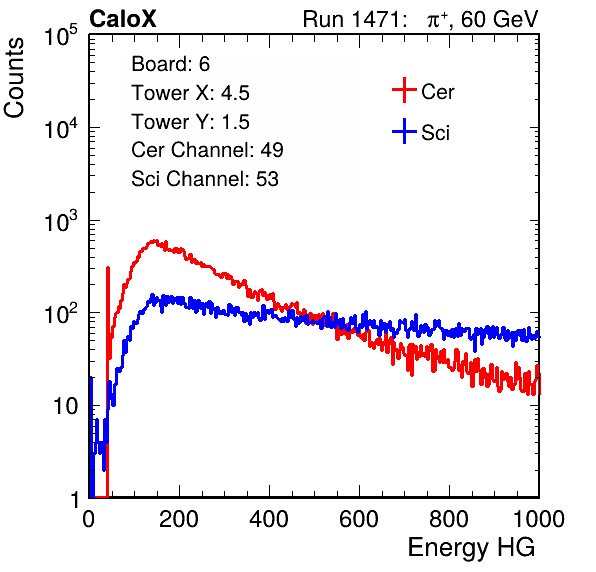 CaloX Run 1471: π⁺, 60 GeV
Counts
10⁵
10⁴
10³
10²
10
1
Board: 6
Tower X: 4.5
Tower Y: 1.5
Cer Channel: 49
Sci Channel: 53
Cer
Sci
0 200 400 600 800 1000
Energy HG